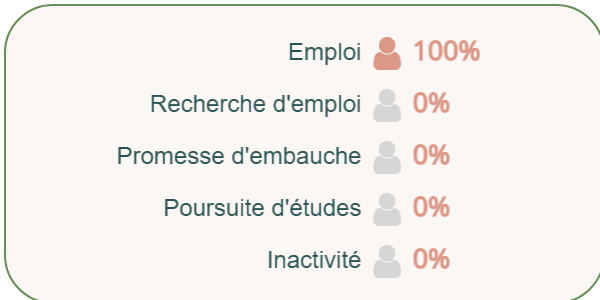 Emploi 100%
Recherche d'emploi 0%
Promesse d'embauche 0%
Poursuite d'études 0%
Inactivité 0%